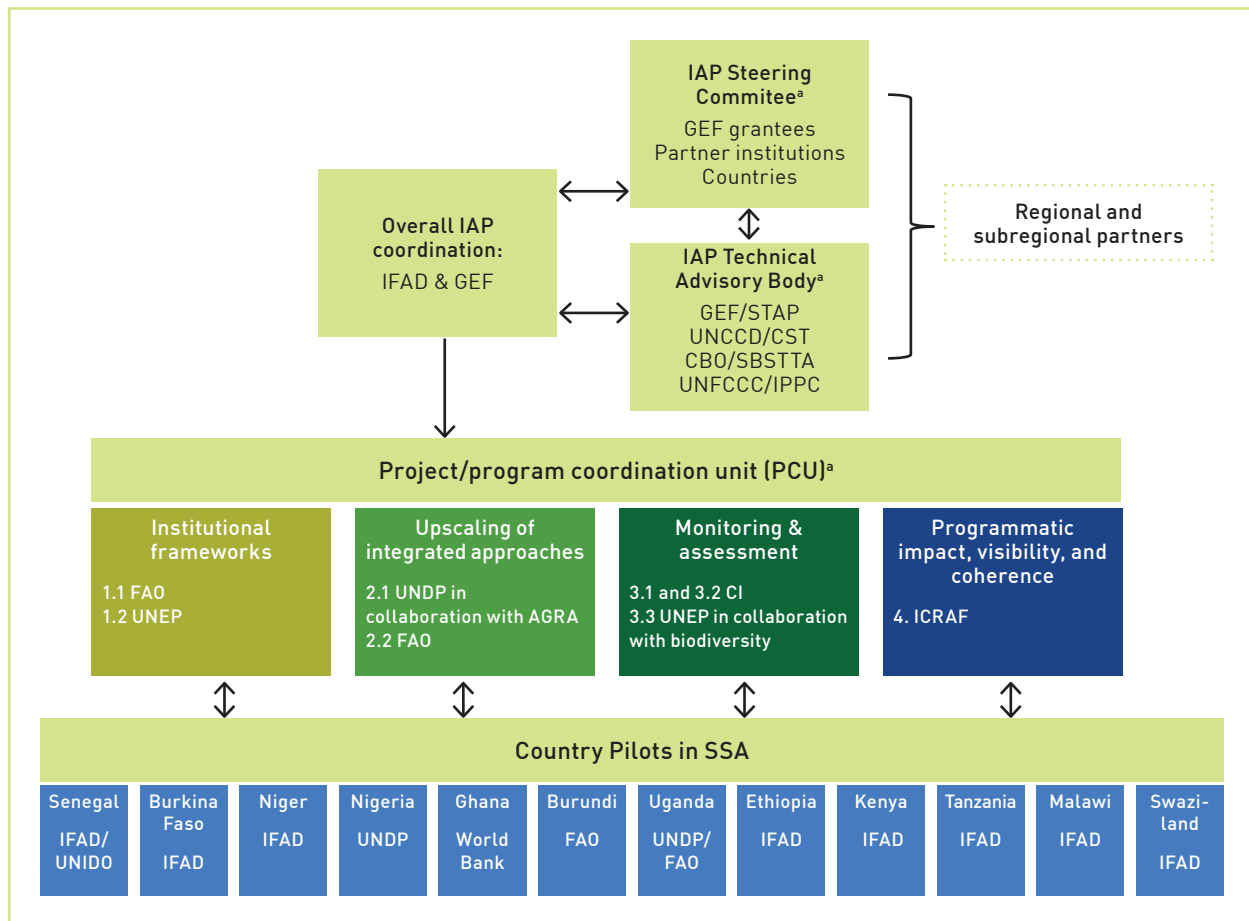 IAP Steering
Commiteeᵃ
GEF grantees
Partner institutions
Countries
Overall IAP
coordination:
IFAD & GEF
IAP Technical
Advisory Bodyᵃ
GEF/STAP
UNCCD/CST
CBO/SBSTTA
UNFCCC/IPPC
Regional and
subregional partners
Project/program coordination unit (PCU)ᵃ
Institutional
frameworks
1.1 FAO
1.2 UNEP
Upscaling of
integrated approaches
2.1 UNDP in
collaboration with AGRA
2.2 FAO
Monitoring &
assessment
3.1 and 3.2 CI
3.3 UNEP in collaboration
with biodiversity
Programmatic
impact, visibility, and
coherence
4. ICRAF
Country Pilots in SSA
Senegal
IFAD/
UNIDO
Burkina
Faso
IFAD
Niger
IFAD
Nigeria
UNDP
Ghana
World
Bank
Burundi
FAO
Uganda
UNDP/
FAO
Ethiopia
IFAD
Kenya
IFAD
Tanzania
IFAD
Malawi
IFAD
Swazi-
land
IFAD